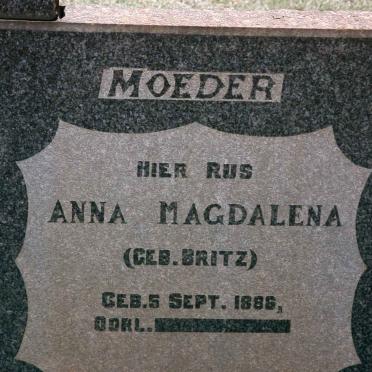 MOEDER
HIER RUS
ANNA MAGDALENA
(GEB. BRITZ)
GEB. 5 SEPT. 1886,
OORL.